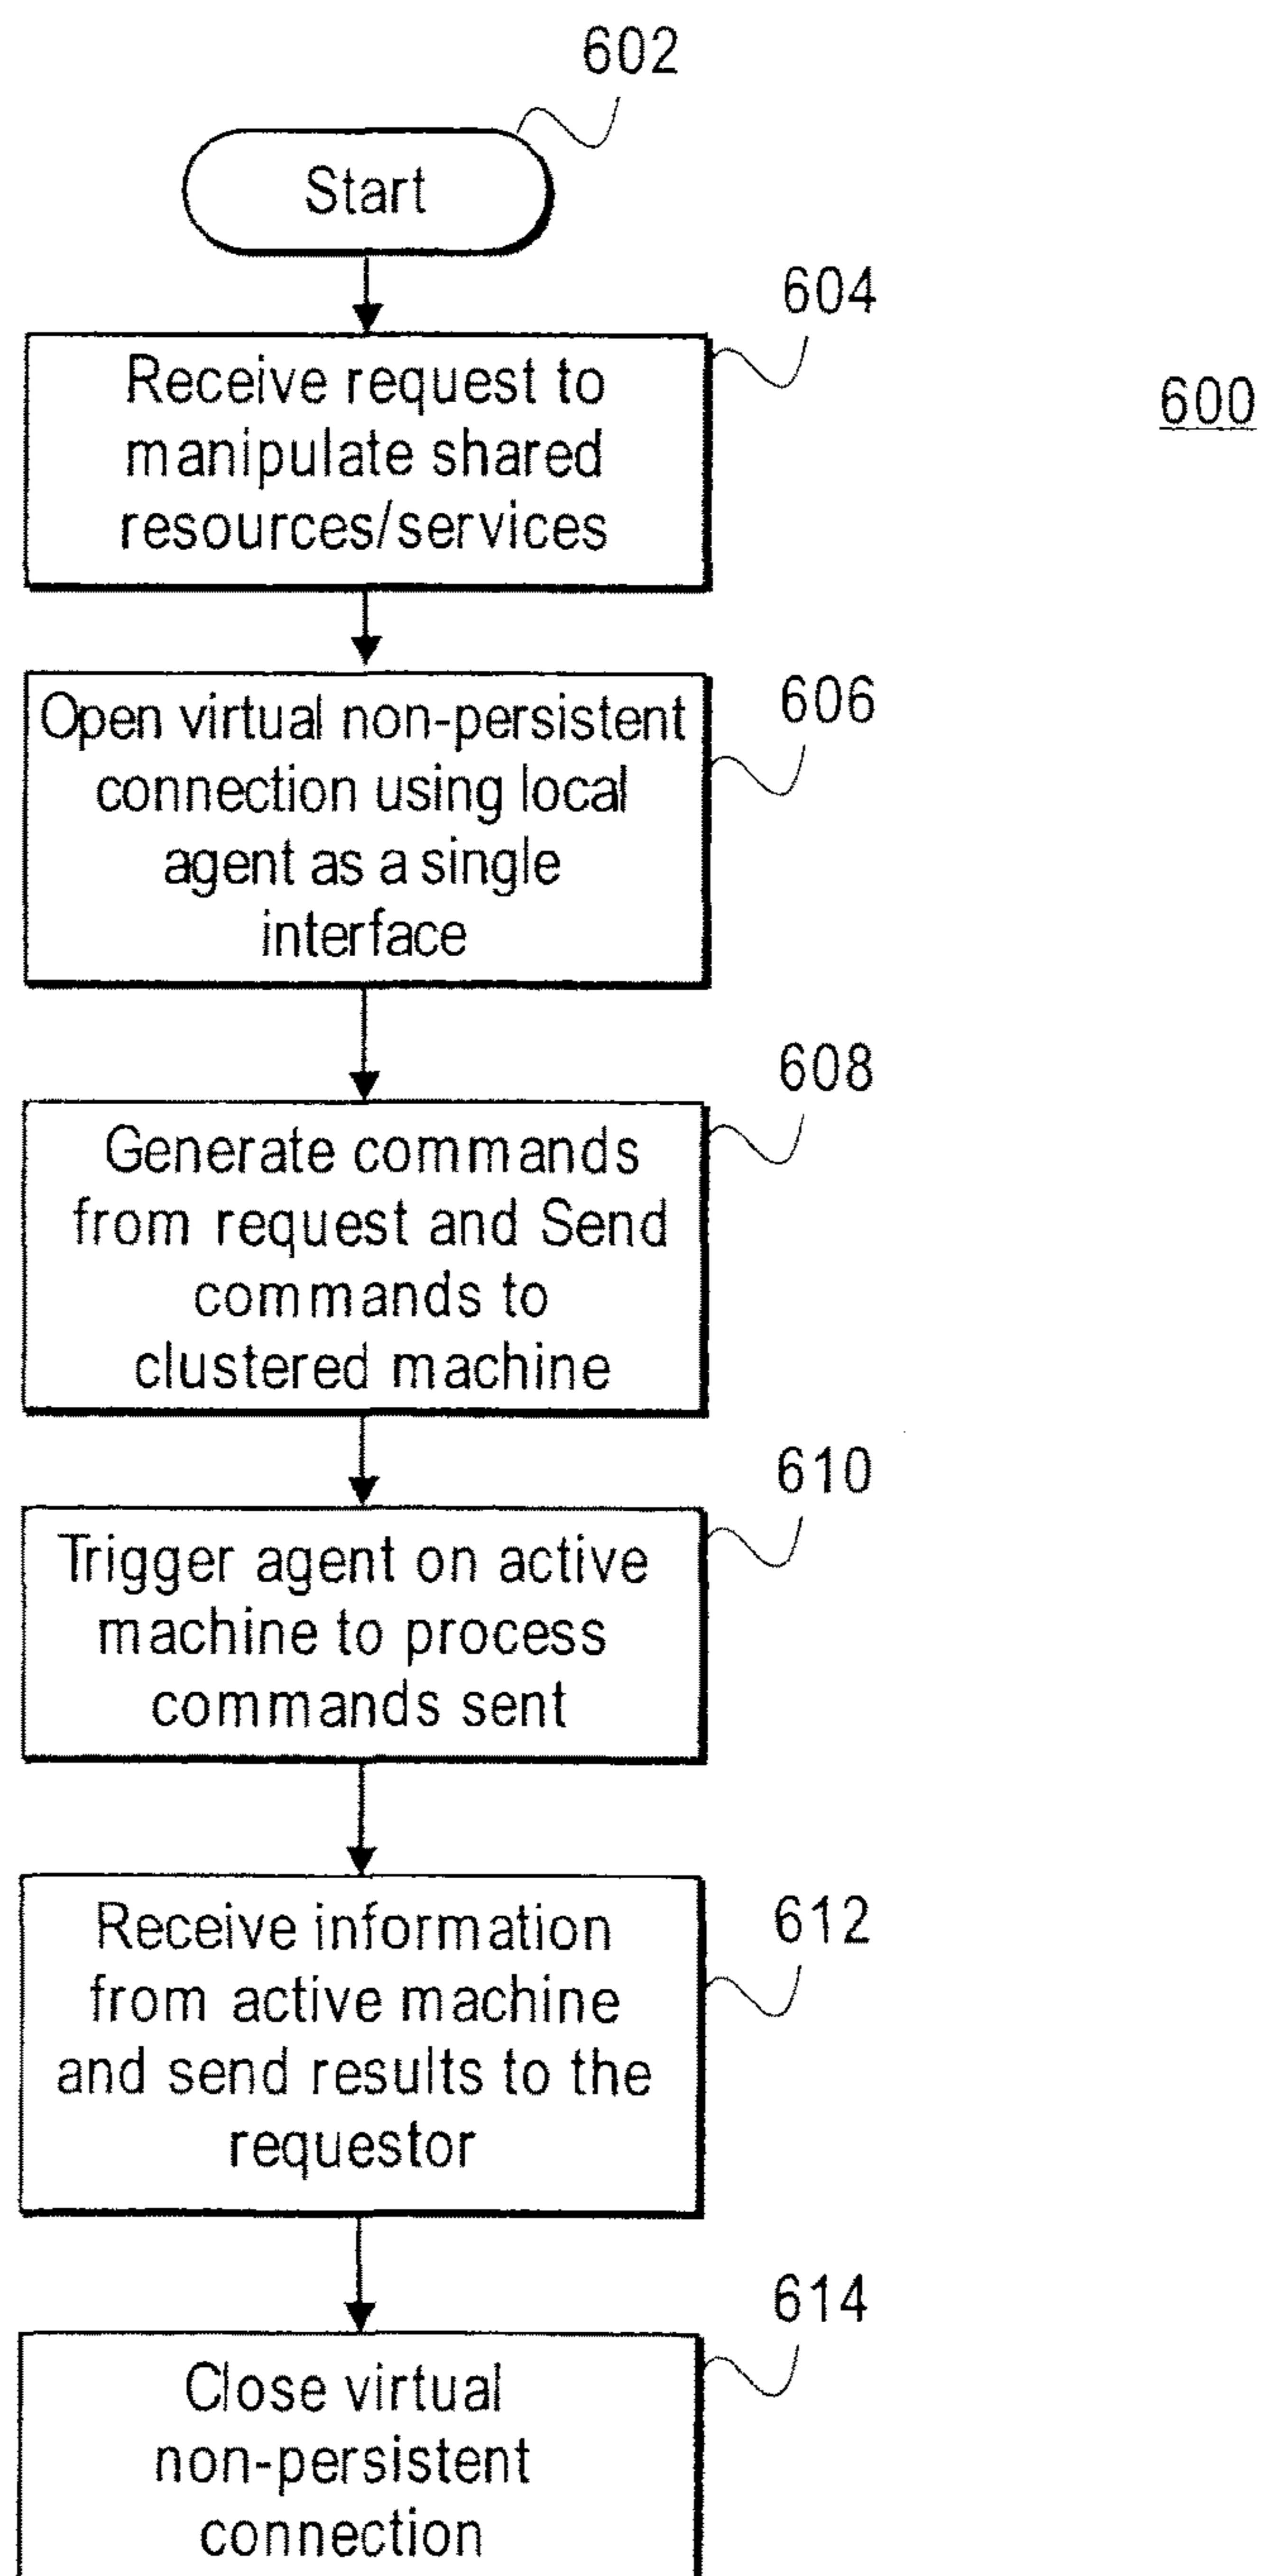 602
Start
604
Receive request to
manipulate shared
resources/services
600
606
Open virtual non-persistent
connection using local
agent as a single
interface
608
Generate commands
from request and Send
commands to
clustered machine
610
Trigger agent on active
machine to process
commands sent
612
Receive information
from active machine
and send results to the
requestor
614
Close virtual
non-persistent
connection